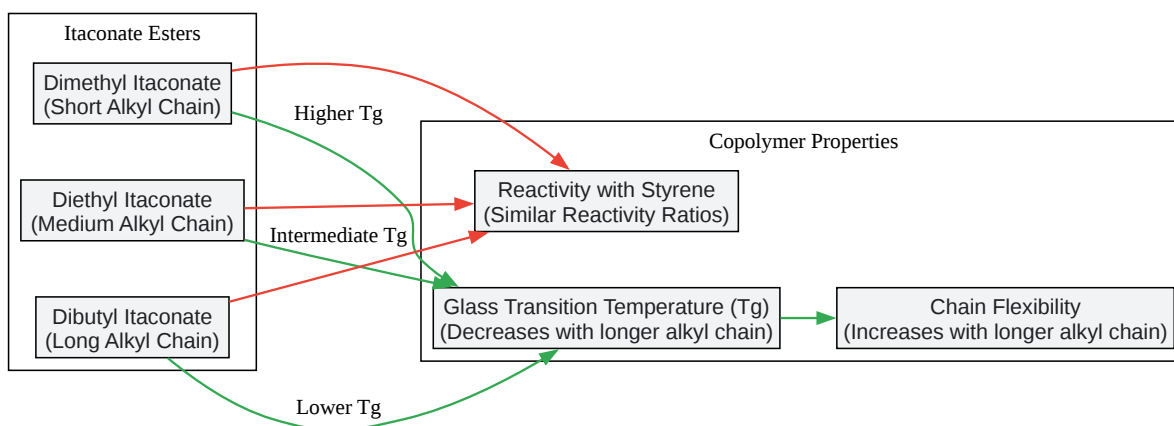 Itaconate Esters
Dimethyl Itaconate
(Short Alkyl Chain)
Higher Tg
Copolymer Properties
Diethyl Itaconate
(Medium Alkyl Chain)
Reactivity with Styrene
(Similar Reactivity Ratios)
Intermediate Tg
Dibutyl Itaconate
(Long Alkyl Chain)
Glass Transition Temperature (Tg)
(Decreases with longer alkyl chain)
Chain Flexibility
(Increases with longer alkyl chain)
Lower Tg